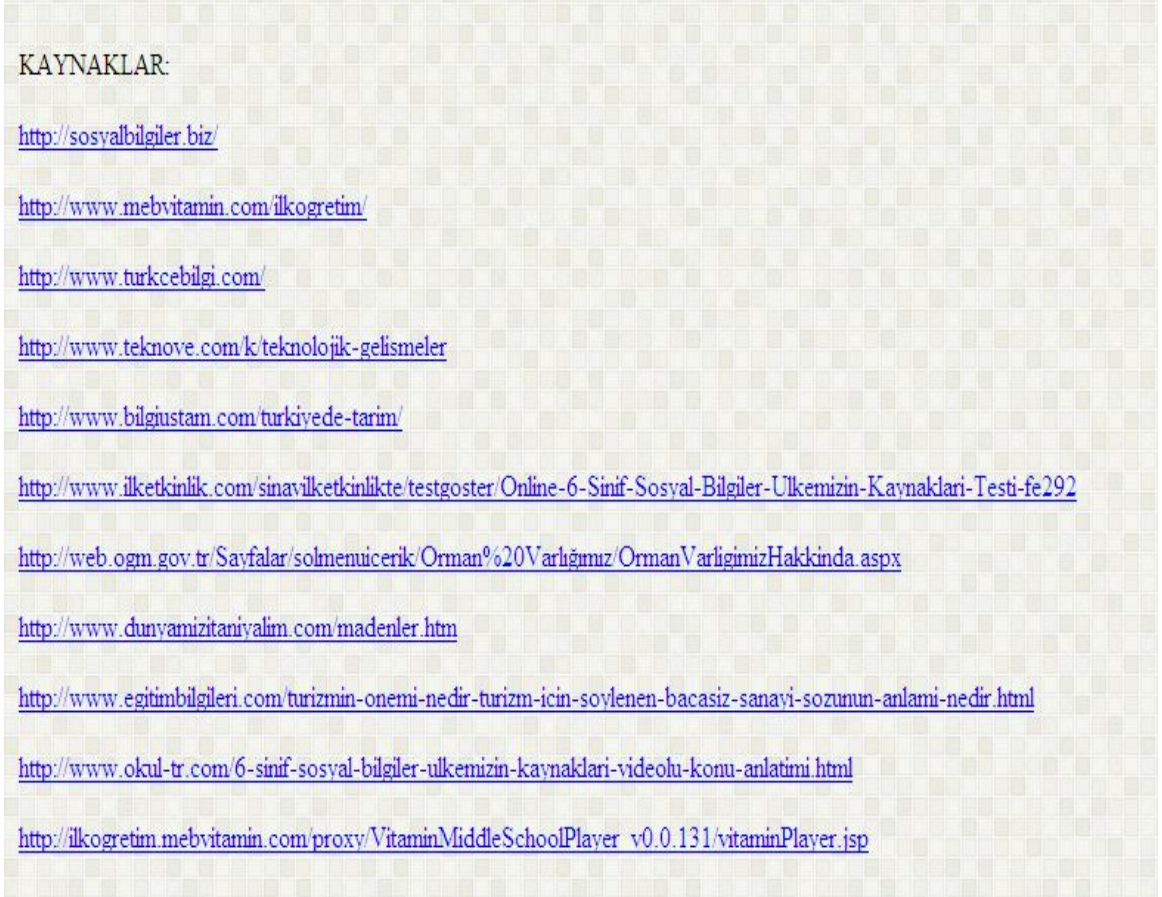 KAYNAKLAR:
http://sosyalbilgiler.biz/
http://www.mebvitamin.com/ilkogretim/
http://www.turkcebilgi.com/
http://www.teknove.com/k/teknolojik-gelismeler
http://www.bilgiustam.com/turkiyede-tarim/
http://www.ilketkinlik.com/sinavilketkinlikte/testgoster/Online-6-Sinif-Sosyal-Bilgiler-Ulkemizin-Kaynaklari-Testi-fe292
http://web.ogm.gov.tr/Sayfalar/solmenuicerik/Orman%20Varlığımız/OrmanVarligimizHakkinda.aspx
http://www.dunyamizitaniyalim.com/madenler.htm
http://www.egitimbilgileri.com/turizmin-onemi-nedir-turizm-icin-soylenen-bacasiz-sanayi-sozunun-anlami-nedir.html
http://www.okul-tr.com/6-sinif-sosyal-bilgiler-ulkemizin-kaynaklari-videolu-konu-anlatimi.html
http://ilkogretim.mebvitamin.com/proxy/VitaminMiddleSchoolPlayer_v0.0.131/vitaminPlayer.jsp